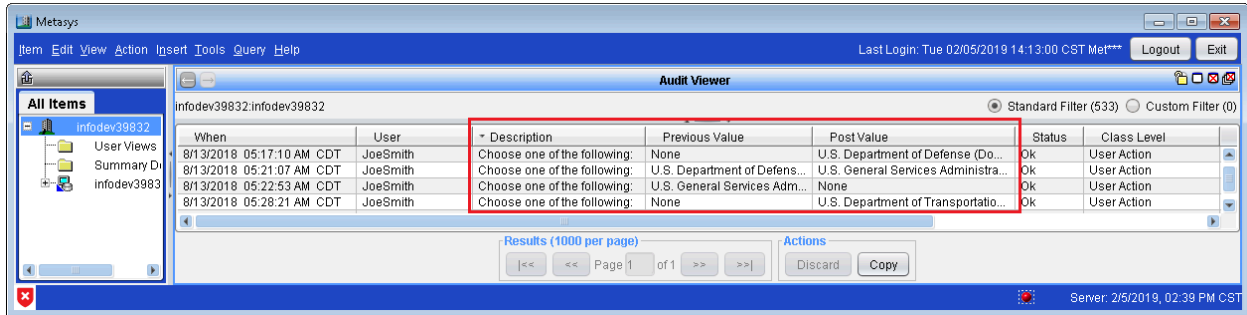 Metasys
Item Edit View Action Insert Tools Query Help
Last Login: Tue 02/05/2019 14:13:00 CST Met*** Logout Exit
Audit Viewer
All Items
infodev39832
User Views
Summary D
infodev3983
infodev39832:infodev39832
Standard Filter (533) Custom Filter (0)
When User Description Previous Value Post Value Status Class Level
8/13/2018 05:17:10 AM CDT JoeSmith Choose one of the following: None U.S. Department of Defense (Do... Ok User Action
8/13/2018 05:21:07 AM CDT JoeSmith Choose one of the following: U.S. Department of Defens... U.S. General Services Administra... Ok User Action
8/13/2018 05:22:53 AM CDT JoeSmith Choose one of the following: U.S. General Services Adm... None Ok User Action
8/13/2018 05:28:21 AM CDT JoeSmith Choose one of the following: None U.S. Department of Transportatio... Ok User Action
Results (1000 per page)
|<< << Page 1 of 1 >> >>|
Actions
Discard Copy
Server: 2/5/2019, 02:39 PM CST